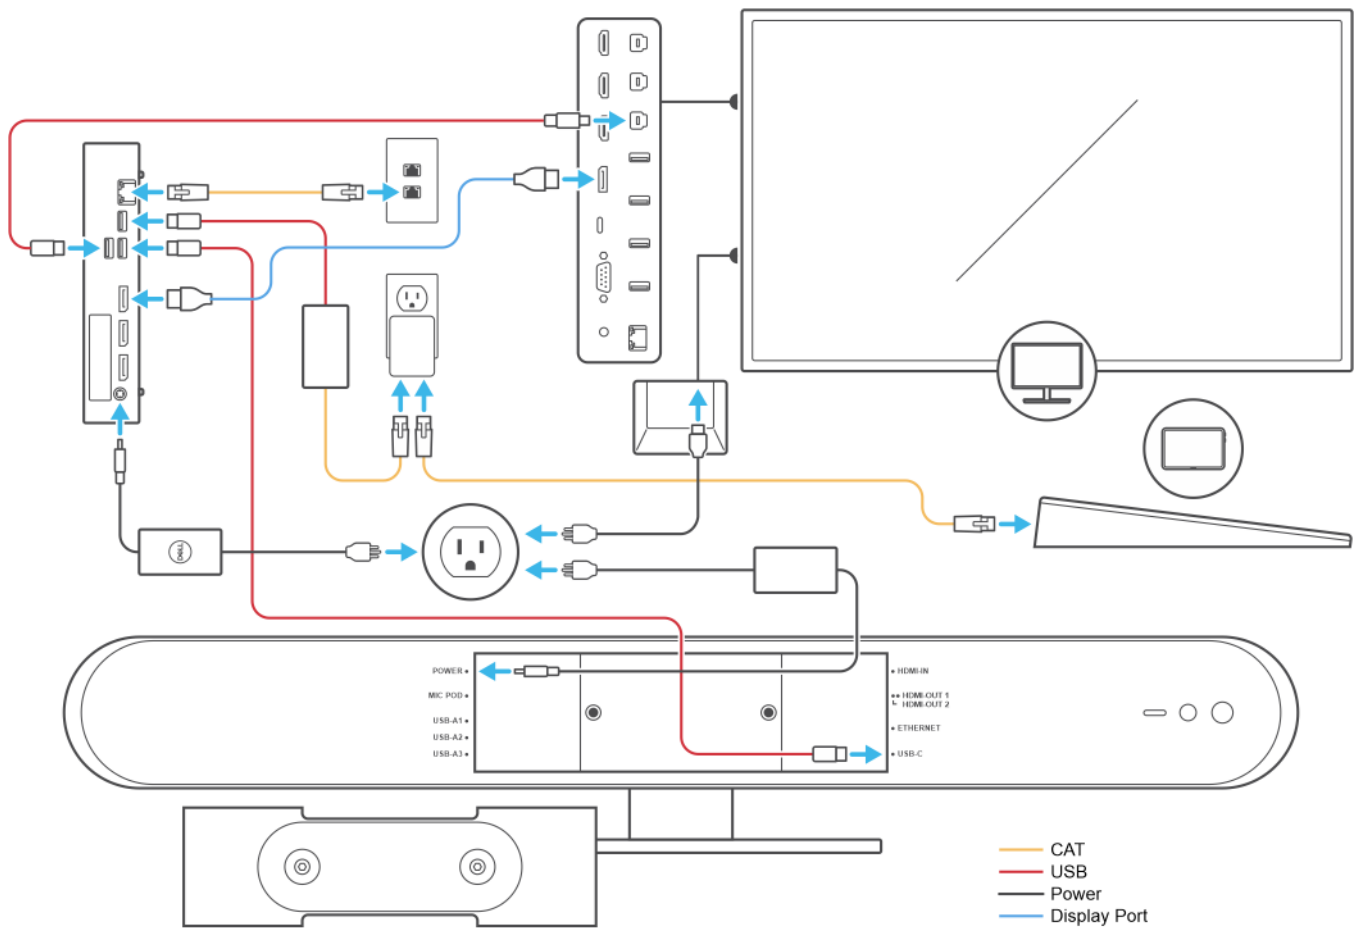 DELL
POWER
MIC POD
USB-A1
USB-A2
USB-A3
HDMI-IN
HDMI-OUT 1
HDMI-OUT 2
ETHERNET
USB-C
CAT
USB
Power
Display Port